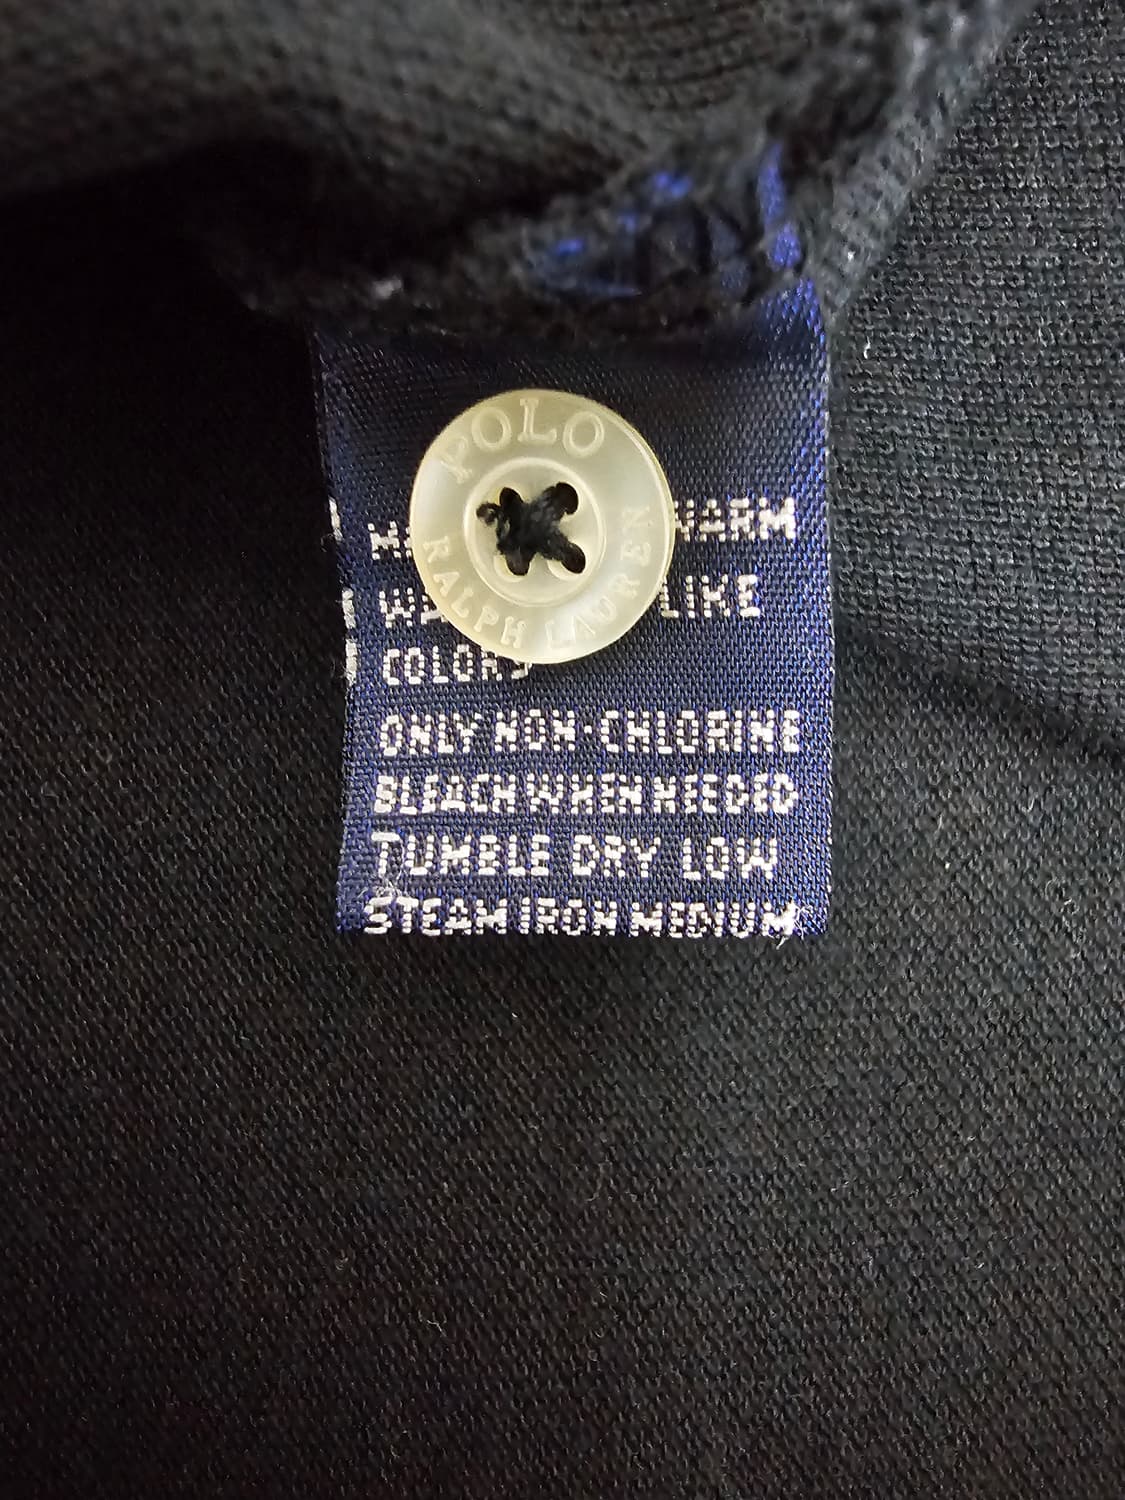 POLO
RALPH LAUREN
WARM
LIKE
COLORS
ONLY NON-CHLORINE
BLEACH WHEN NEEDED
TUMBLE DRY LOW
STEAM IRON MEDIUM